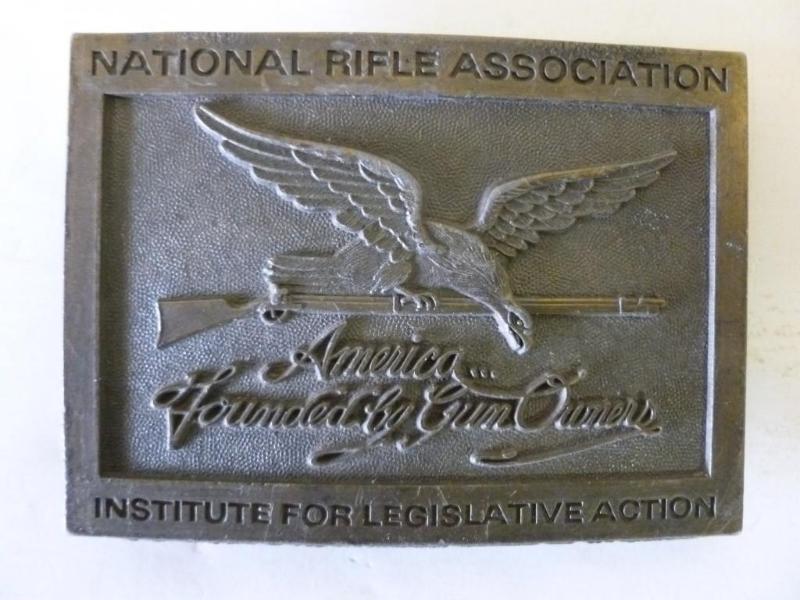 NATIONAL RIFLE ASSOCIATION
America...
Founded by Gun Owners
INSTITUTE FOR LEGISLATIVE ACTION